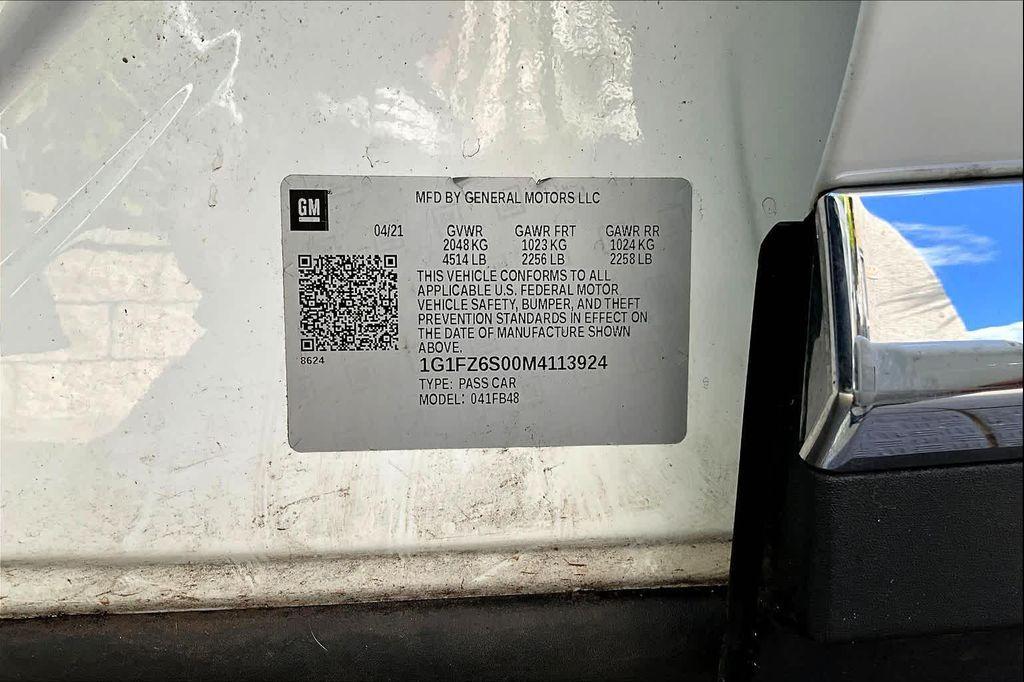 GM
MFD BY GENERAL MOTORS LLC
04/21 GVWR GAWR FRT GAWR RR
2048 KG 1023 KG 1024 KG
4514 LB 2256 LB 2258 LB
THIS VEHICLE CONFORMS TO ALL
APPLICABLE U.S. FEDERAL MOTOR
VEHICLE SAFETY, BUMPER, AND THEFT
PREVENTION STANDARDS IN EFFECT ON
THE DATE OF MANUFACTURE SHOWN
ABOVE.
8624
1G1FZ6S00M4113924
TYPE: PASS CAR
MODEL: 041FB48